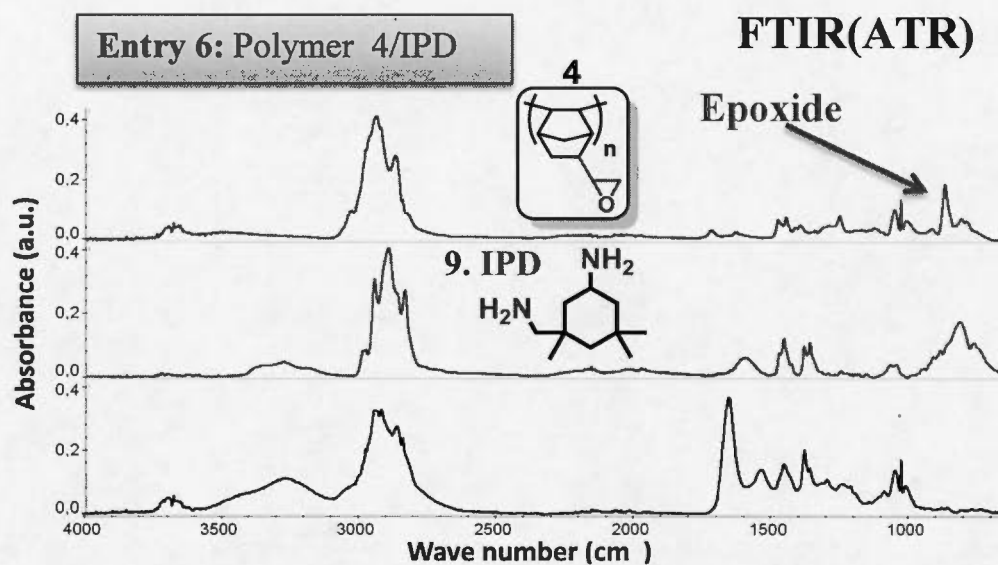 Entry 6: Polymer 4/IPD
FTIR(ATR)
4
Epoxide
n
O
0.4
0.2
0.0
9. IPD
NH2
H2N
0.4
0.2
0.0
0.4
0.2
0.0
Absorbance (a.u.)
4000 3500 3000 2500 2000 1500 1000
Wave number (cm )